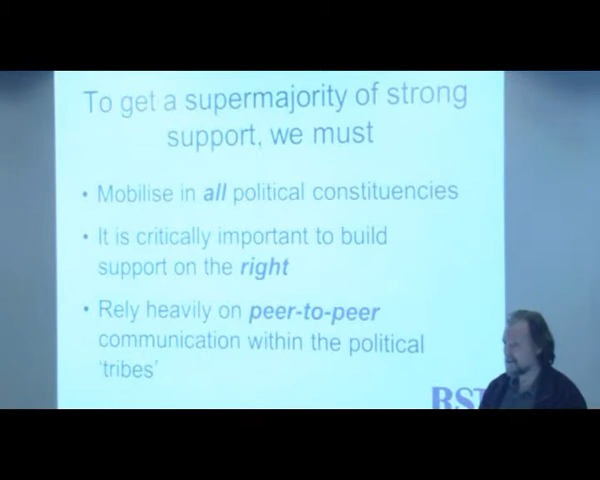 To get a supermajority of strong
support, we must
• Mobilise in all political constituencies
• It is critically important to build
support on the right
• Rely heavily on peer-to-peer
communication within the political
‘tribes’
RST